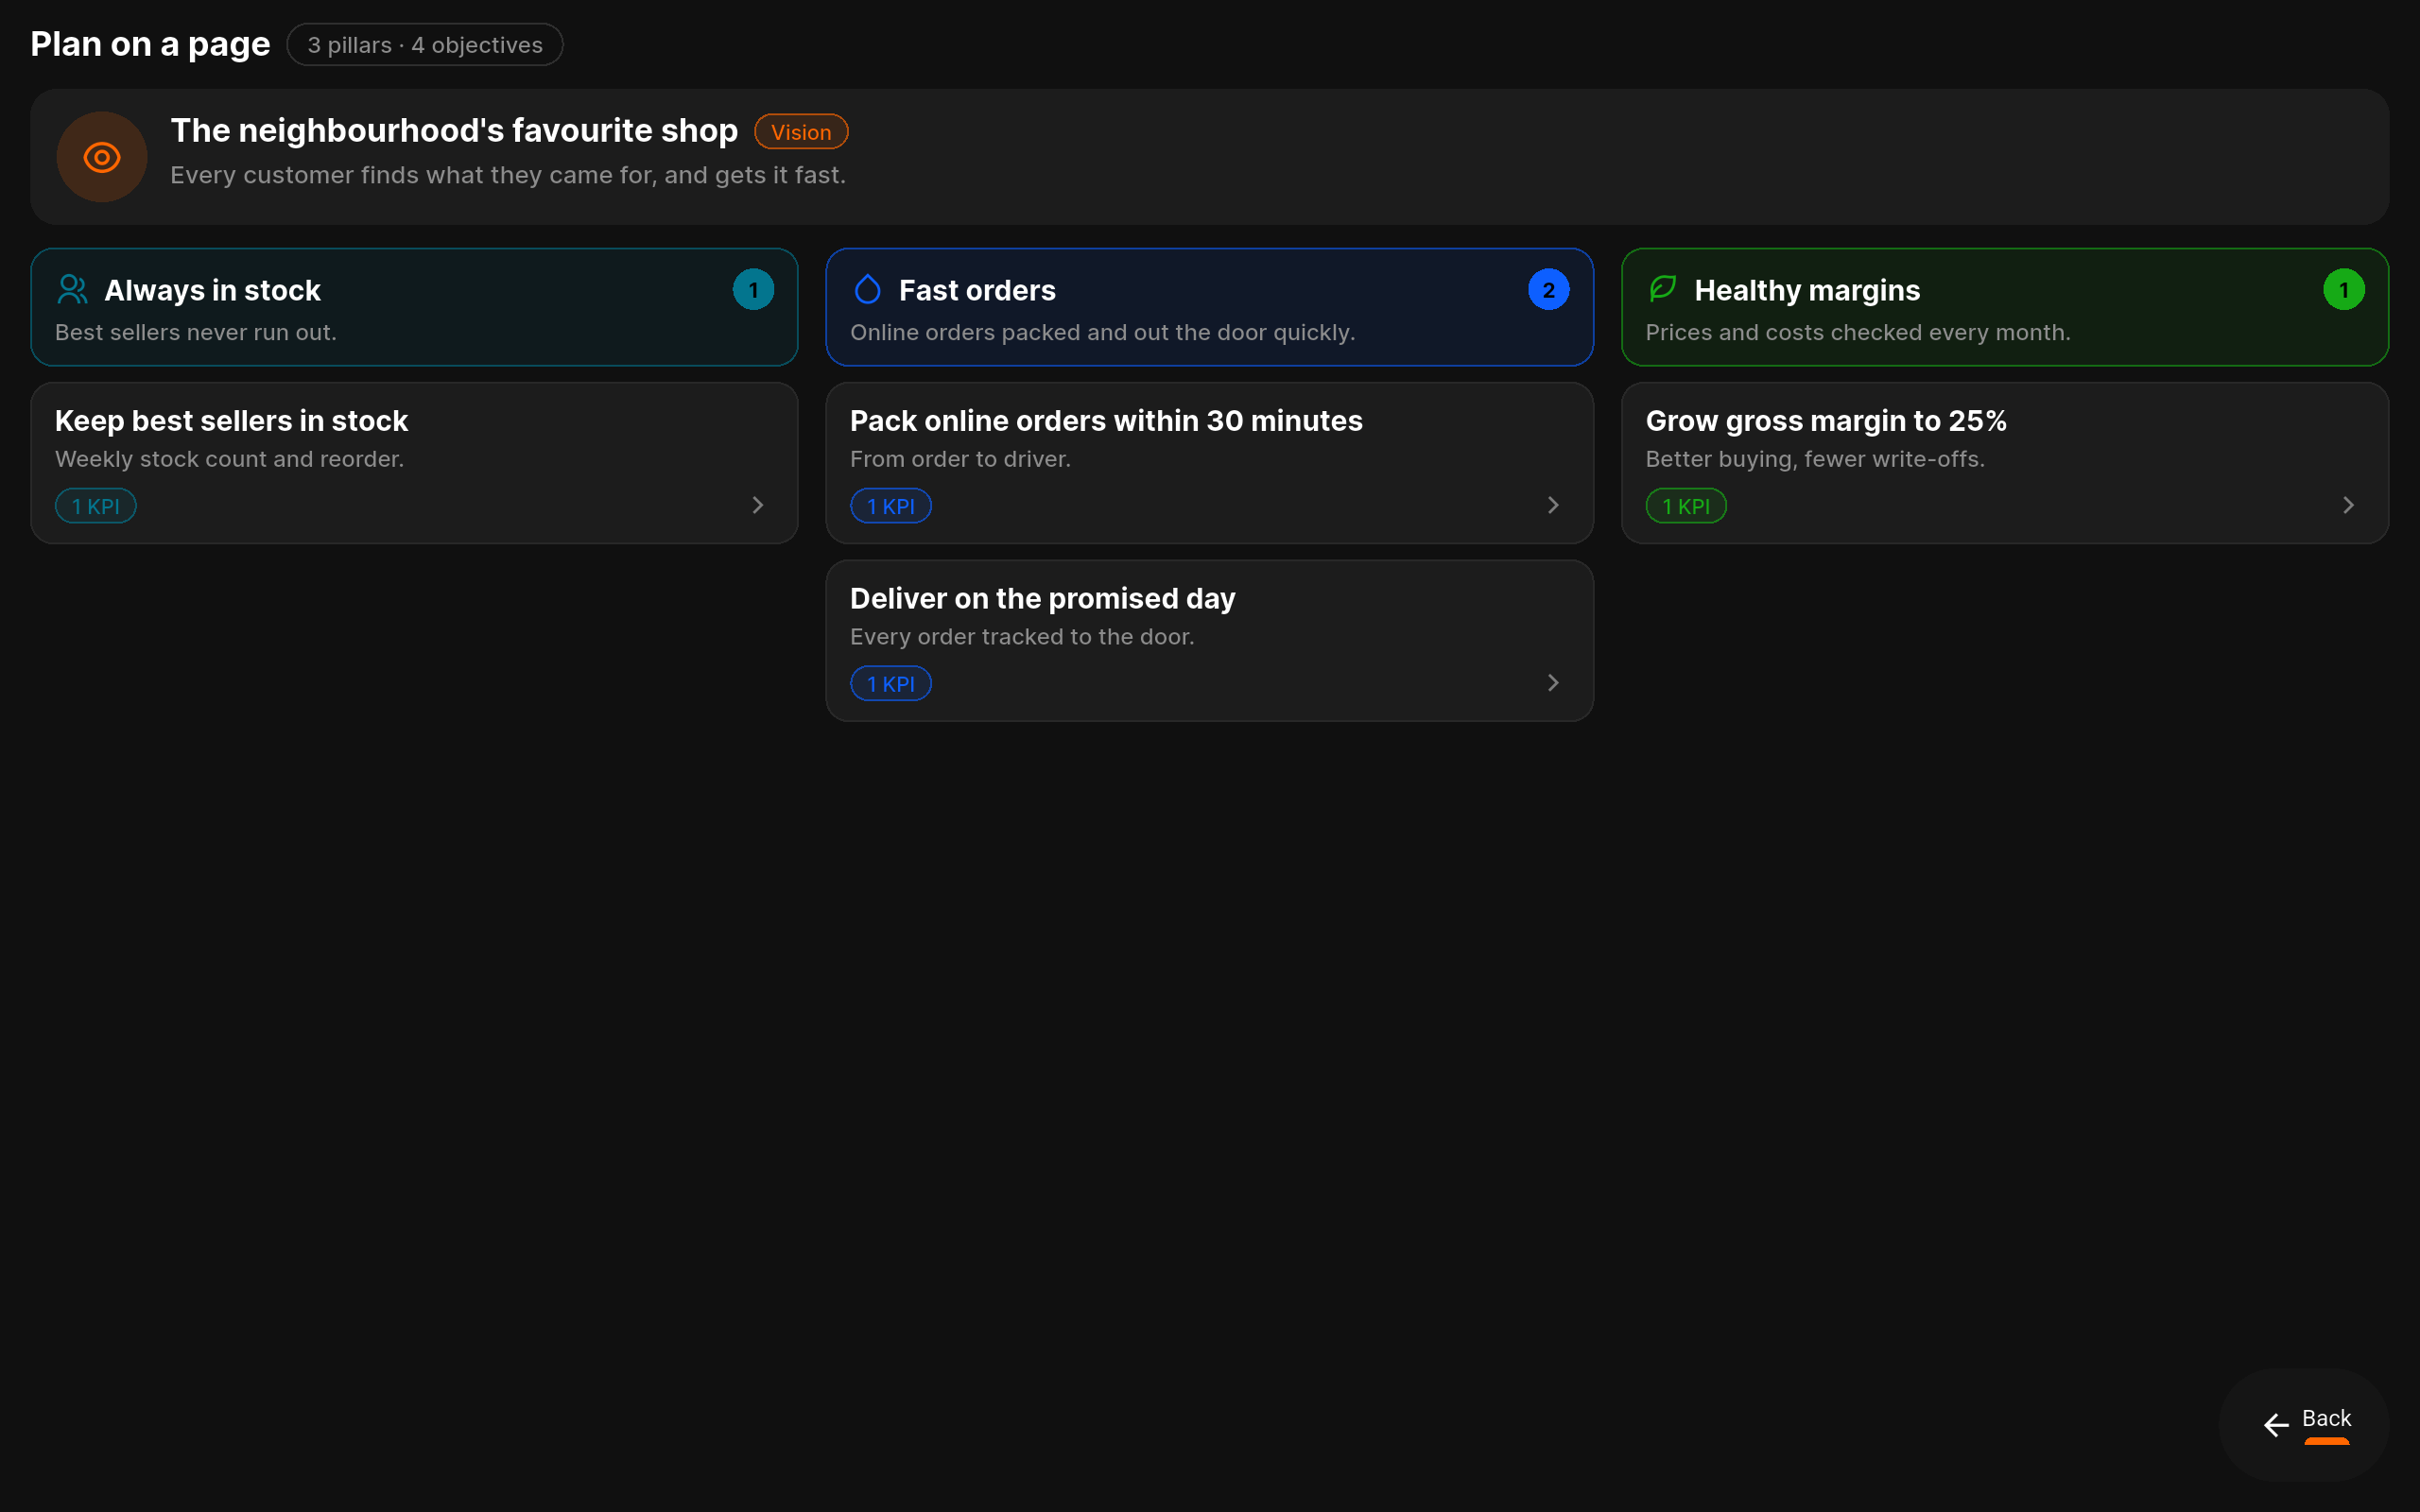 Plan on a page
3 pillars · 4 objectives
The neighbourhood's favourite shop
Vision
Every customer finds what they came for, and gets it fast.
Always in stock
1
Best sellers never run out.
Keep best sellers in stock
Weekly stock count and reorder.
1 KPI
Fast orders
2
Online orders packed and out the door quickly.
Pack online orders within 30 minutes
From order to driver.
1 KPI
Deliver on the promised day
Every order tracked to the door.
1 KPI
Healthy margins
1
Prices and costs checked every month.
Grow gross margin to 25%
Better buying, fewer write-offs.
1 KPI
Back